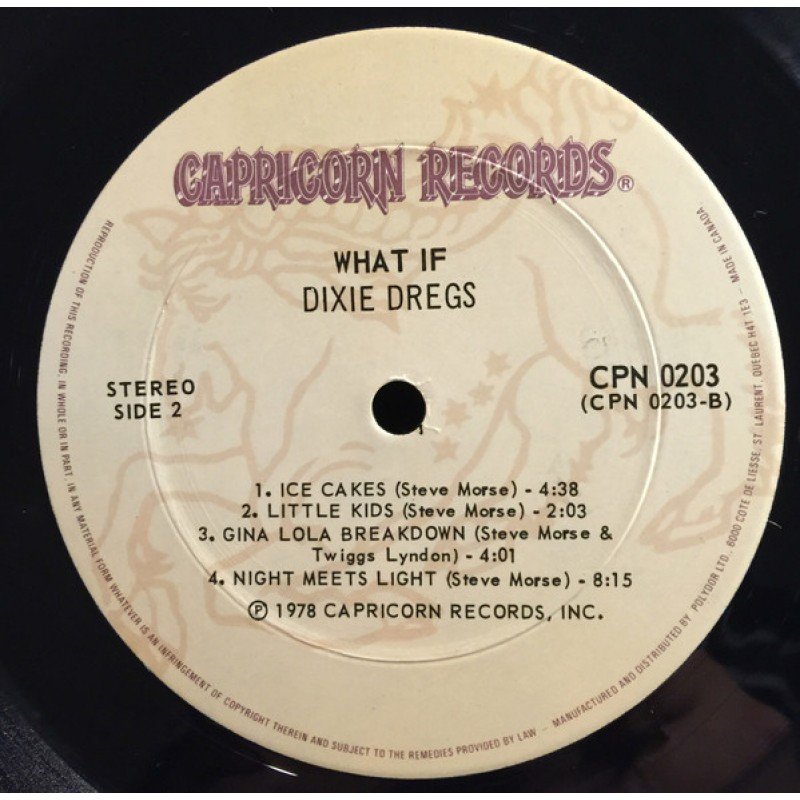 CAPRICORN RECORDS®
WHAT IF
DIXIE DREGS
STEREO
SIDE 2
CPN 0203
(CPN 0203-B)
1. ICE CAKES (Steve Morse) - 4:38
2. LITTLE KIDS (Steve Morse) - 2:03
3. GINA LOLA BREAKDOWN (Steve Morse &
Twiggs Lyndon) - 4:01
4. NIGHT MEETS LIGHT (Steve Morse) - 8:15
℗ 1978 CAPRICORN RECORDS, INC.
REPRODUCTION OF THIS RECORDING, IN WHOLE OR IN PART, IN ANY MATERIAL FORM WHATEVER IS AN INFRINGEMENT OF COPYRIGHT THEREIN AND SUBJECT TO THE REMEDIES PROVIDED BY LAW – MANUFACTURED AND DISTRIBUTED BY POLYDOR LTD., 6000 COTE DE LIESSE, ST. LAURENT, QUEBEC H4T 1E3 – MADE IN CANADA